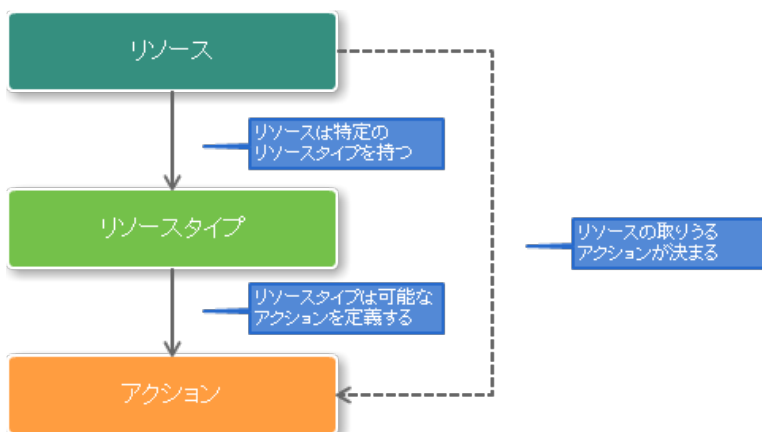 リソース
リソースは特定の
リソースタイプを持つ
リソースタイプ
リソースの取りうる
アクションが決まる
リソースタイプは可能な
アクションを定義する
アクション